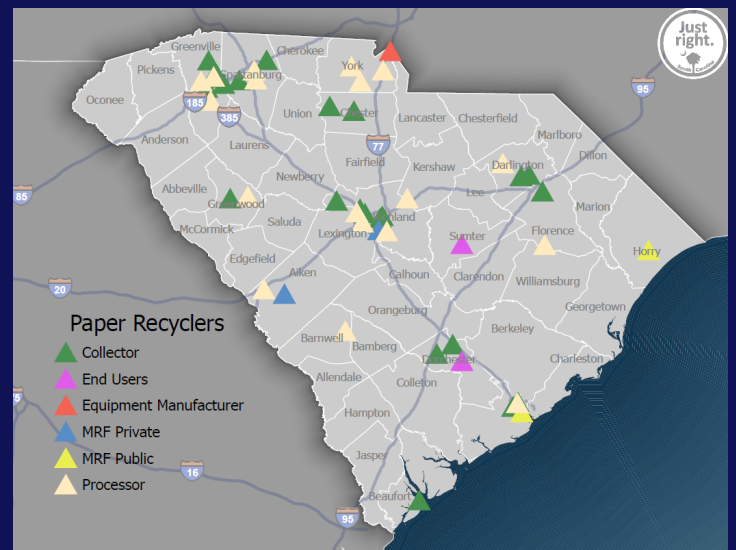 Just
right.
South Carolina
Greenville
Cherokee
Spartanburg
York
Pickens
Oconee
95
185
385
Union
Chester
Lancaster
Chesterfield
Marlboro
Anderson
Laurens
77
Dillon
Fairfield
Kershaw
Darlington
Newberry
Lee
Abbeville
Greenwood
Marion
85
Saluda
Richland
McCormick
Lexington
Sumter
Florence
Horry
Edgefield
Aiken
Calhoun
Clarendon
Williamsburg
20
Orangeburg
Georgetown
Paper Recyclers
Berkeley
Barnwell
Bamberg
Collector
Dorchester
Charleston
End Users
Allendale
Colleton
Equipment Manufacturer
Hampton
MRF Private
MRF Public
Jasper
16
Processor
Beaufort
95